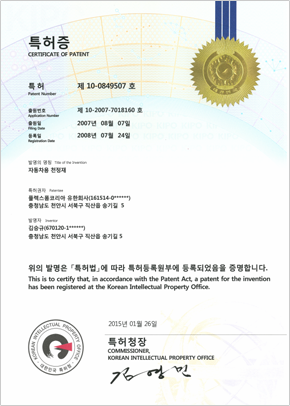 특허증
CERTIFICATE OF PATENT
특 허 제 10-0849507 호
Patent Number
출원번호 제 10-2007-7018160 호
Application Number
출원일 2007년 08월 07일
Filing Date
등록일 2008년 07월 24일
Registration Date
발명의 명칭 Title of the Invention
자동차용 천정재
특허권자 Patentee
플렉스폼코리아 유한회사(161514-0******)
충청남도 천안시 서북구 직산읍 송기길 5
발명자 Inventor
김승규(670120-1******)
충청남도 천안시 서북구 직산읍 송기길 5
위의 발명은 「특허법」에 따라 특허등록원부에 등록되었음을 증명합니다.
This is to certify that, in accordance with the Patent Act, a patent for the invention
has been registered at the Korean Intellectual Property Office.
2015년 01월 26일
특허청장
COMMISSIONER,
KOREAN INTELLECTUAL PROPERTY OFFICE
김영민
KOREAN INTELLECTUAL PROPERTY OFFICE
대한민국 특허청